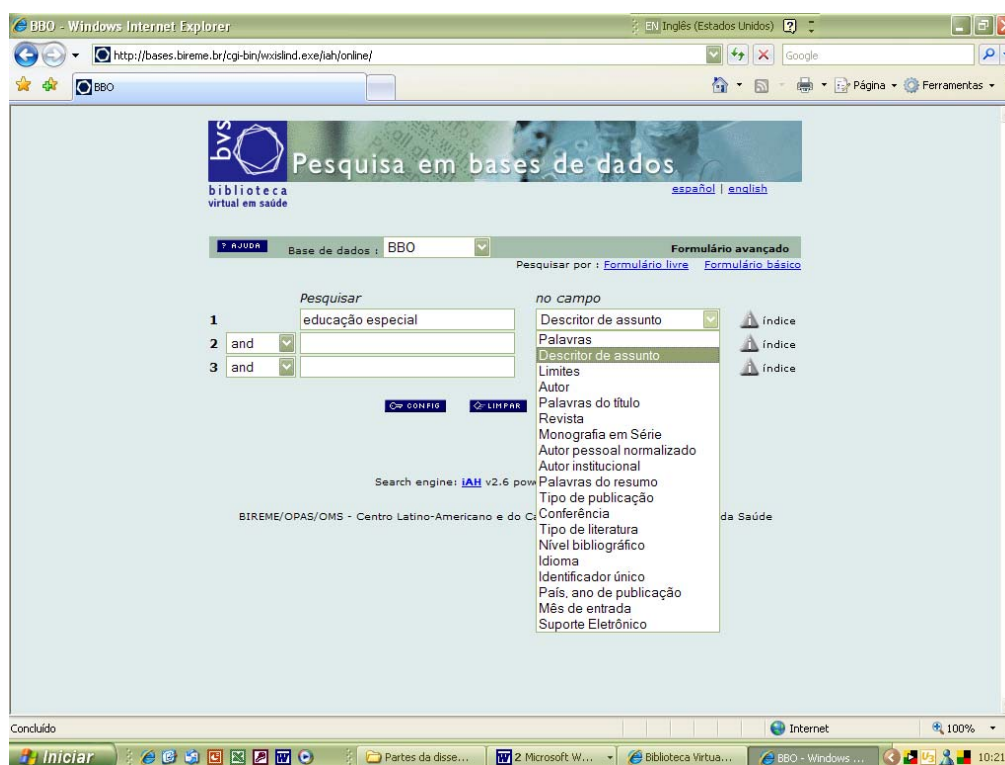 BBO - Windows Internet Explorer
EN Inglês (Estados Unidos)
http://bases.bireme.br/cgi-bin/wxislind.exe/iah/online/
Google
BBO
Página
Ferramentas
bvs
Pesquisa em bases de dados
biblioteca
virtual em saúde
español | english
? AJUDA
Base de dados : BBO
Formulário avançado
Pesquisar por : Formulário livre Formulário básico
Pesquisar
no campo
1 educação especial Descritor de assunto índice
2 and índice
3 and índice
Palavras
Descritor de assunto
Limites
Autor
Palavras do título
Revista
Monografia em Série
Autor pessoal normalizado
Autor institucional
Palavras do resumo
Tipo de publicação
Conferência
Tipo de literatura
Nível bibliográfico
Idioma
Identificador único
País, ano de publicação
Mês de entrada
Suporte Eletrônico
CONFIG
LIMPAR
Search engine: iAH v2.6 pow
BIREME/OPAS/OMS - Centro Latino-Americano e do Ca
da Saúde
Concluído
Internet
100%
Iniciar
Partes da disse...
2 Microsoft W...
Biblioteca Virtua...
BBO - Windows ...
10:21